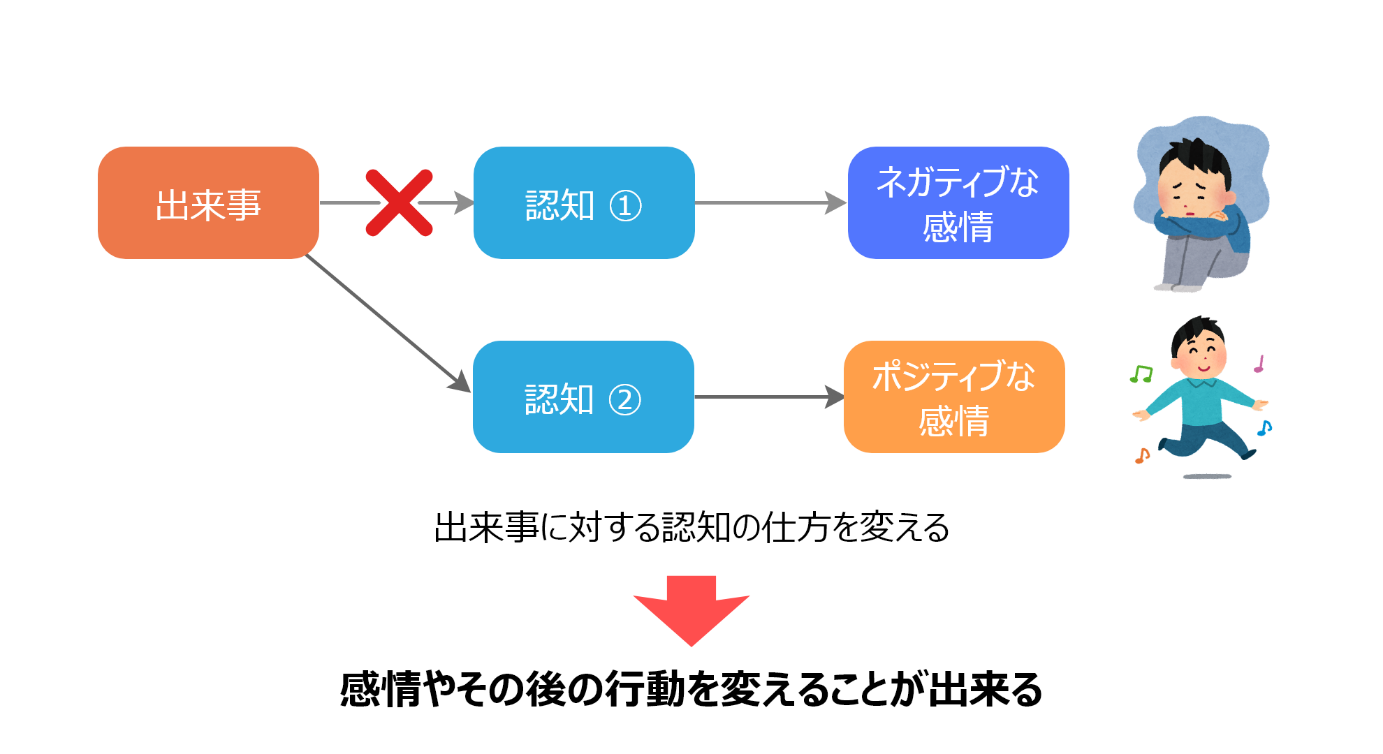 出来事
認知 ①
ネガティブな
感情
認知 ②
ポジティブな
感情
出来事に対する認知の仕方を変える
感情やその後の行動を変えることが出来る